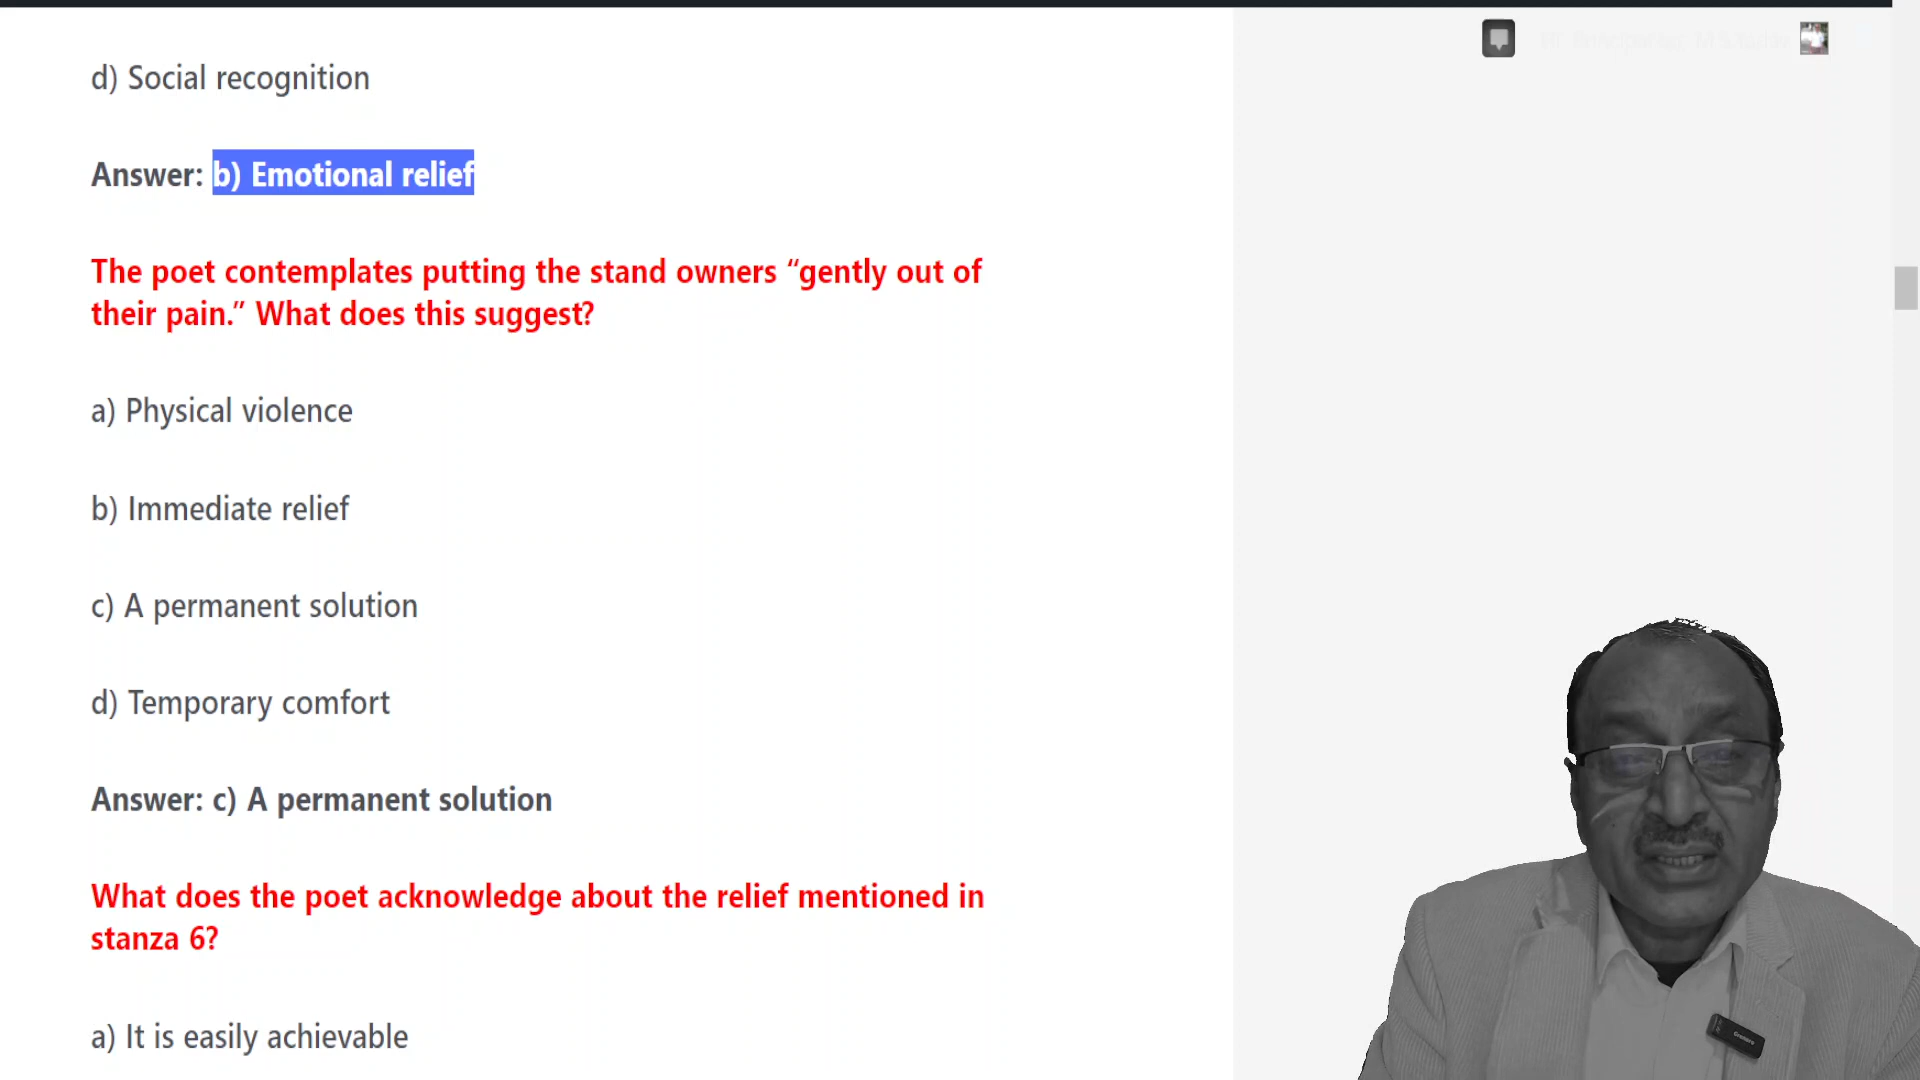 d) Social recognition
Answer: b) Emotional relief
The poet contemplates putting the stand owners “gently out of
their pain.” What does this suggest?
a) Physical violence
b) Immediate relief
c) A permanent solution
d) Temporary comfort
Answer: c) A permanent solution
What does the poet acknowledge about the relief mentioned in
stanza 6?
a) It is easily achievable